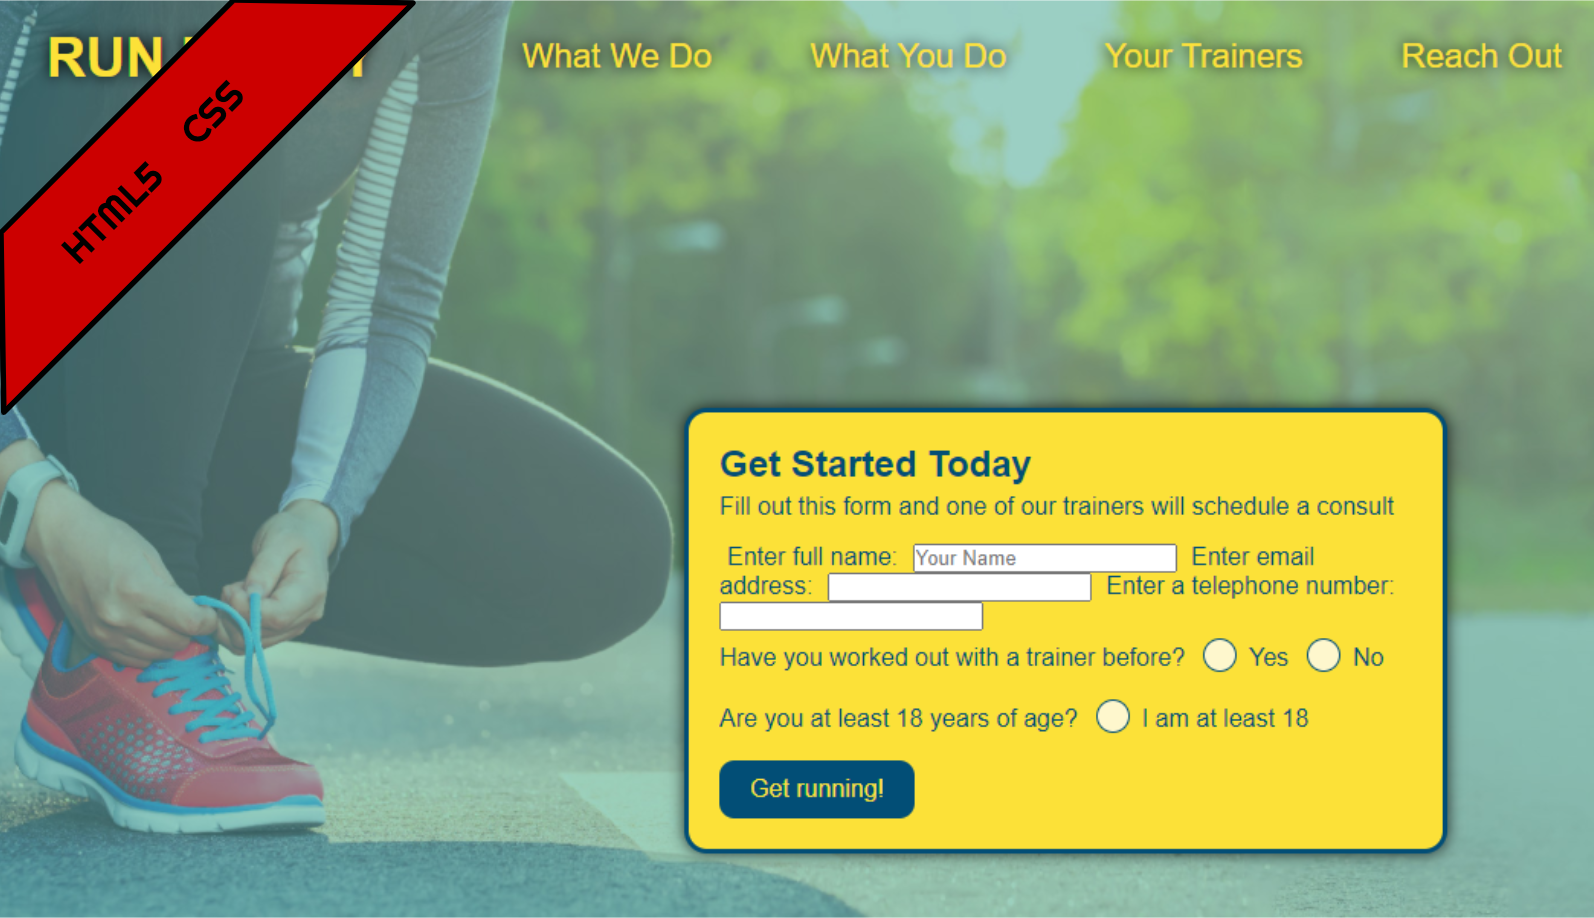 RUN
What We Do
What You Do
Your Trainers
Reach Out
HTML5 CSS
Get Started Today
Fill out this form and one of our trainers will schedule a consult
Enter full name: Your Name Enter email
address: Enter a telephone number:
Have you worked out with a trainer before? Yes No
Are you at least 18 years of age? I am at least 18
Get running!